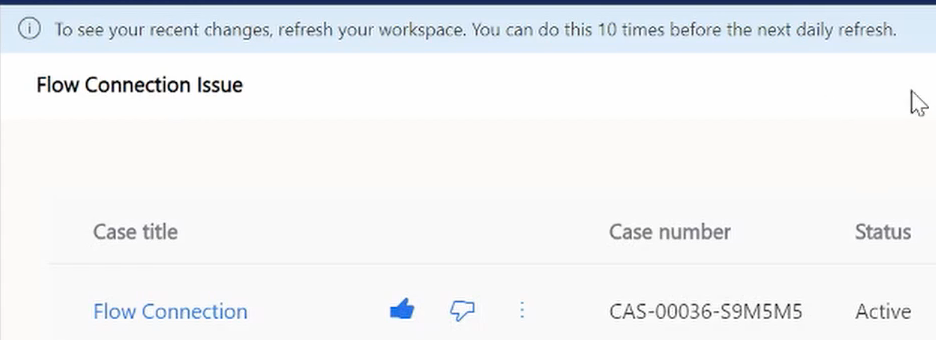 To see your recent changes, refresh your workspace. You can do this 10 times before the next daily refresh.
Flow Connection Issue
Case title Case number Status
Flow Connection CAS-00036-S9M5M5 Active